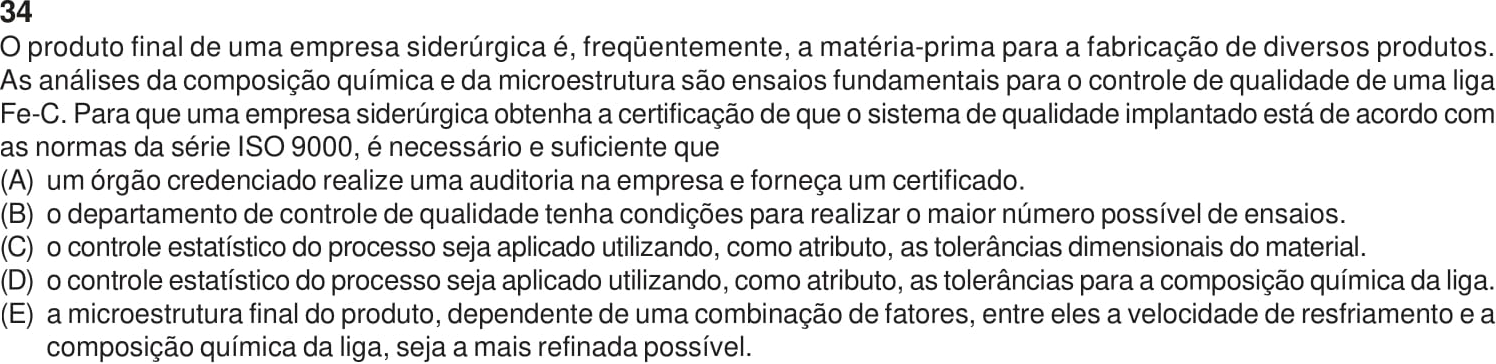 34
O produto final de uma empresa siderúrgica é, freqüentemente, a matéria-prima para a fabricação de diversos produtos.
As análises da composição química e da microestrutura são ensaios fundamentais para o controle de qualidade de uma liga
Fe-C. Para que uma empresa siderúrgica obtenha a certificação de que o sistema de qualidade implantado está de acordo com
as normas da série ISO 9000, é necessário e suficiente que
(A) um órgão credenciado realize uma auditoria na empresa e forneça um certificado.
(B) o departamento de controle de qualidade tenha condições para realizar o maior número possível de ensaios.
(C) o controle estatístico do processo seja aplicado utilizando, como atributo, as tolerâncias dimensionais do material.
(D) o controle estatístico do processo seja aplicado utilizando, como atributo, as tolerâncias para a composição química da liga.
(E) a microestrutura final do produto, dependente de uma combinação de fatores, entre eles a velocidade de resfriamento e a
composição química da liga, seja a mais refinada possível.